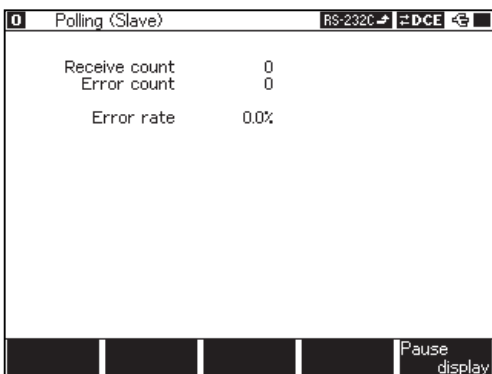 0 Polling (Slave) RS-232C DCE
Receive count 0
Error count 0
Error rate 0.0%
Pause
display